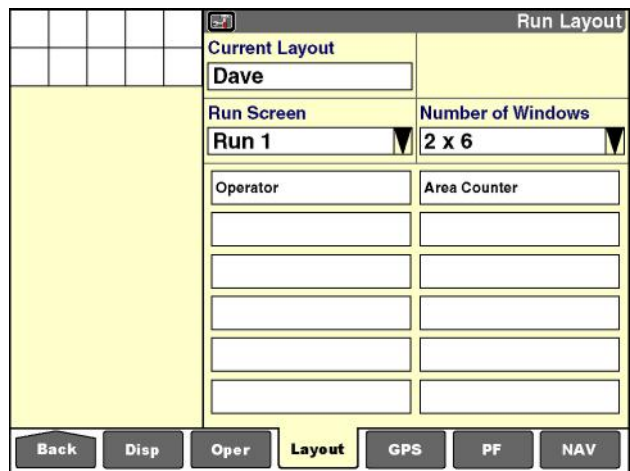 Run Layout
Current Layout
Dave
Run Screen
Number of Windows
Run 1
2 x 6
Operator
Area Counter
Back
Disp
Oper
Layout
GPS
PF
NAV